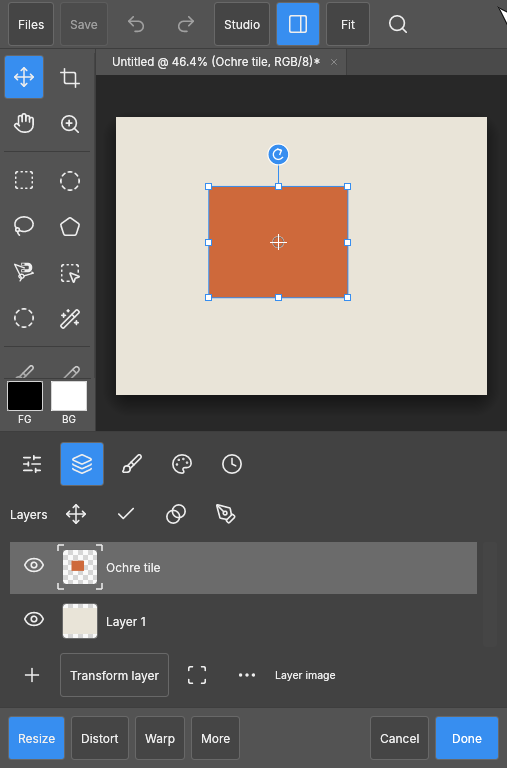 Files Save Studio Fit
Untitled @ 46.4% (Ochre tile, RGB/8)* ×
FG BG
Layers
Ochre tile
Layer 1
Transform layer Layer image
Resize Distort Warp More Cancel Done